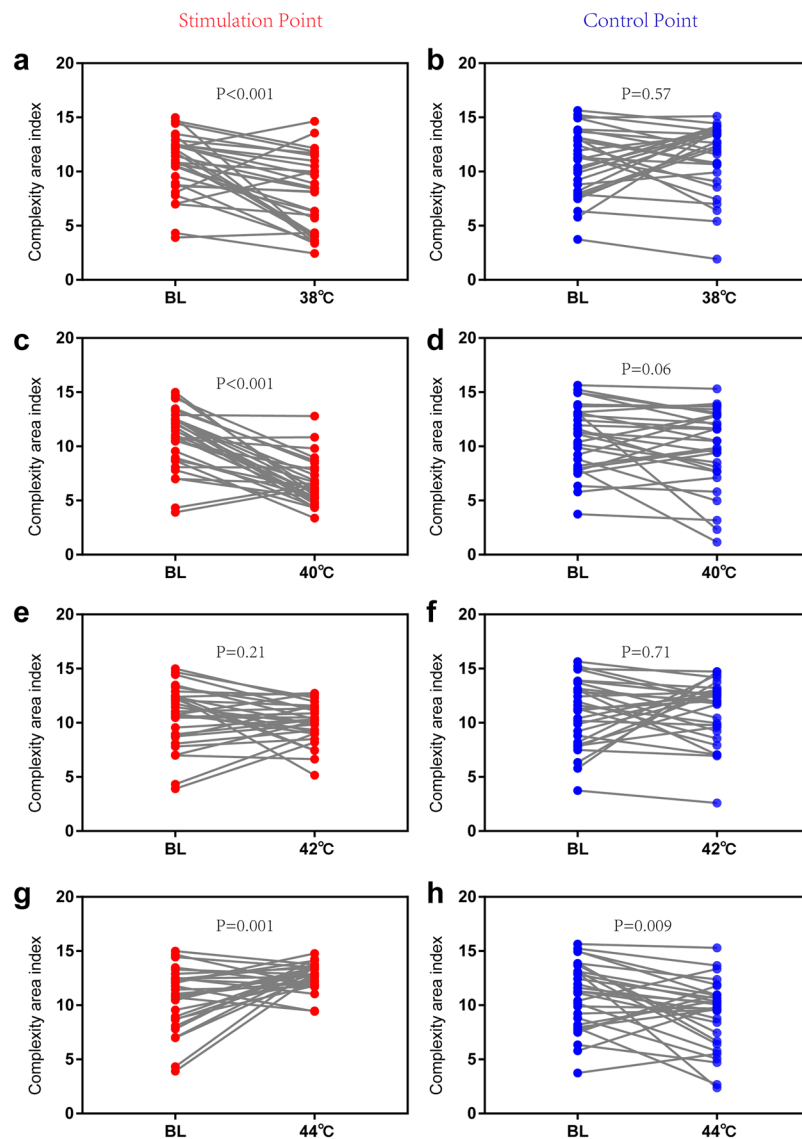 Stimulation Point
Control Point
a
P<0.001
Complexity area index
20
15
10
5
0
BL
38℃
b
P=0.57
Complexity area index
20
15
10
5
0
BL
38℃
c
P<0.001
Complexity area index
20
15
10
5
0
BL
40℃
d
P=0.06
Complexity area index
20
15
10
5
0
BL
40℃
e
P=0.21
Complexity area index
20
15
10
5
0
BL
42℃
f
P=0.71
Complexity area index
20
15
10
5
0
BL
42℃
g
P=0.001
Complexity area index
20
15
10
5
0
BL
44℃
h
P=0.009
Complexity area index
20
15
10
5
0
BL
44℃